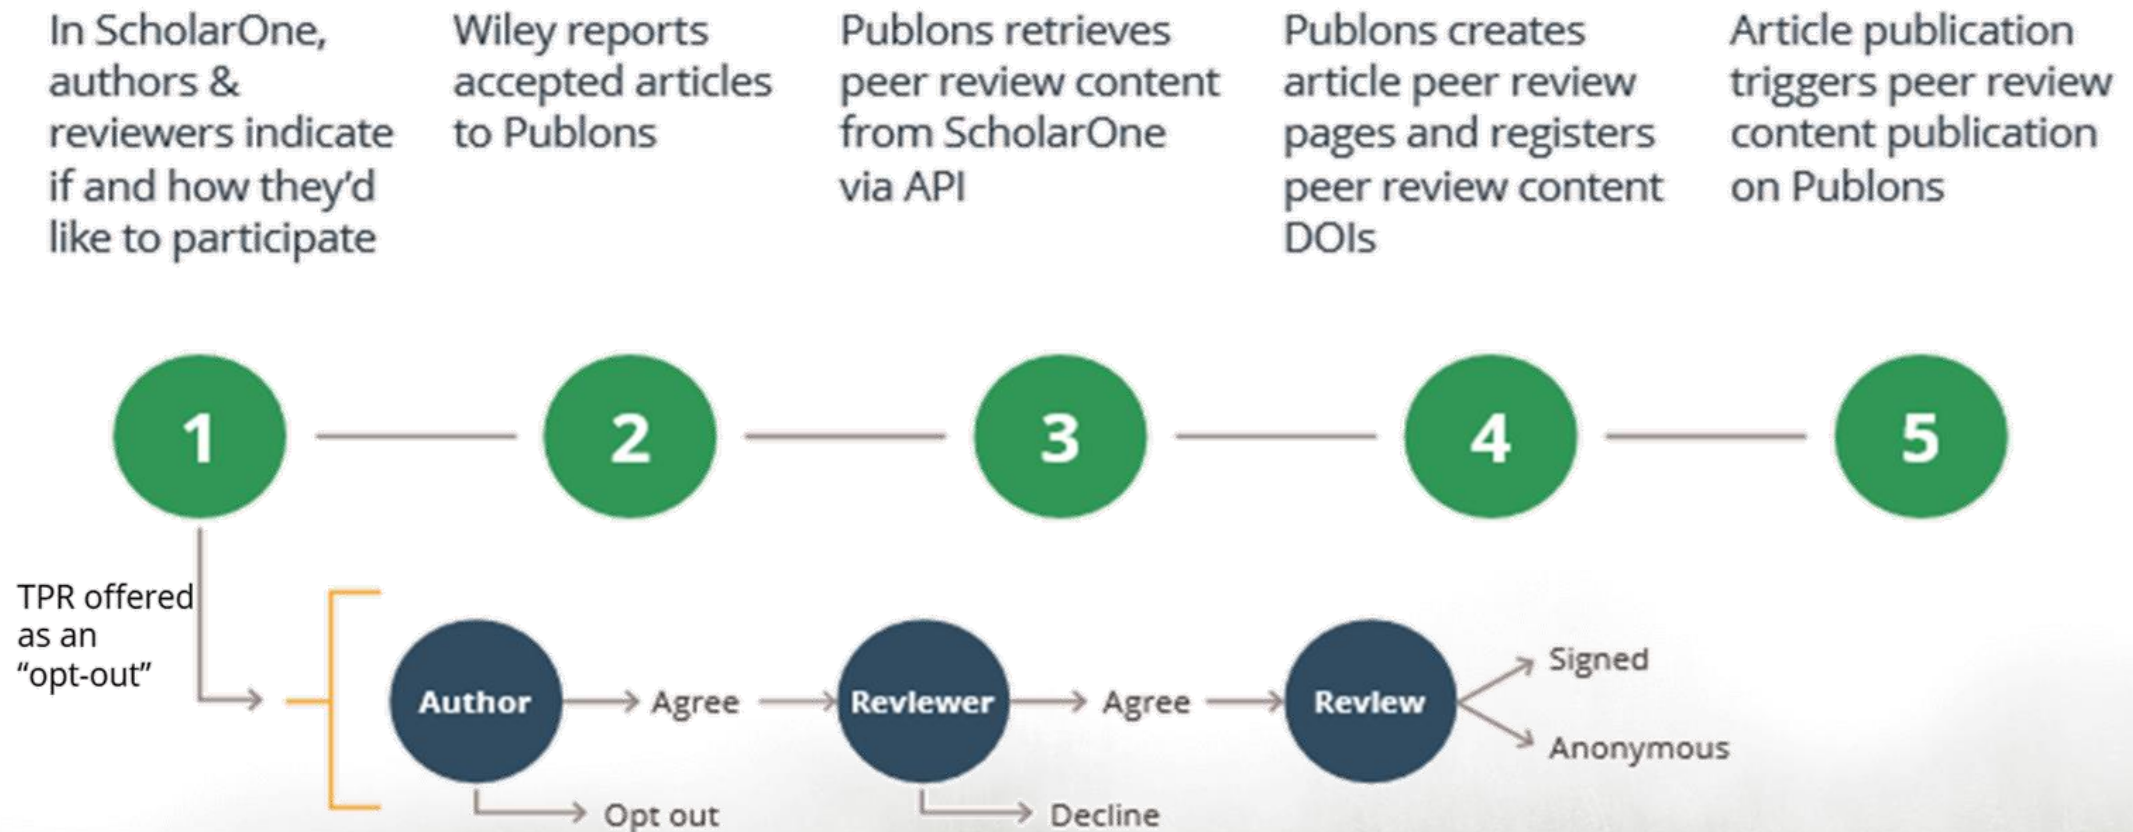 In ScholarOne,
authors &
reviewers indicate
if and how they’d
like to participate
Wiley reports
accepted articles
to Publons
Publons retrieves
peer review content
from ScholarOne
via API
Publons creates
article peer review
pages and registers
peer review content
DOIs
Article publication
triggers peer review
content publication
on Publons
1
2
3
4
5
TPR offered
as an
“opt-out”
Author
Agree
Reviewer
Agree
Review
Signed
Anonymous
Opt out
Decline